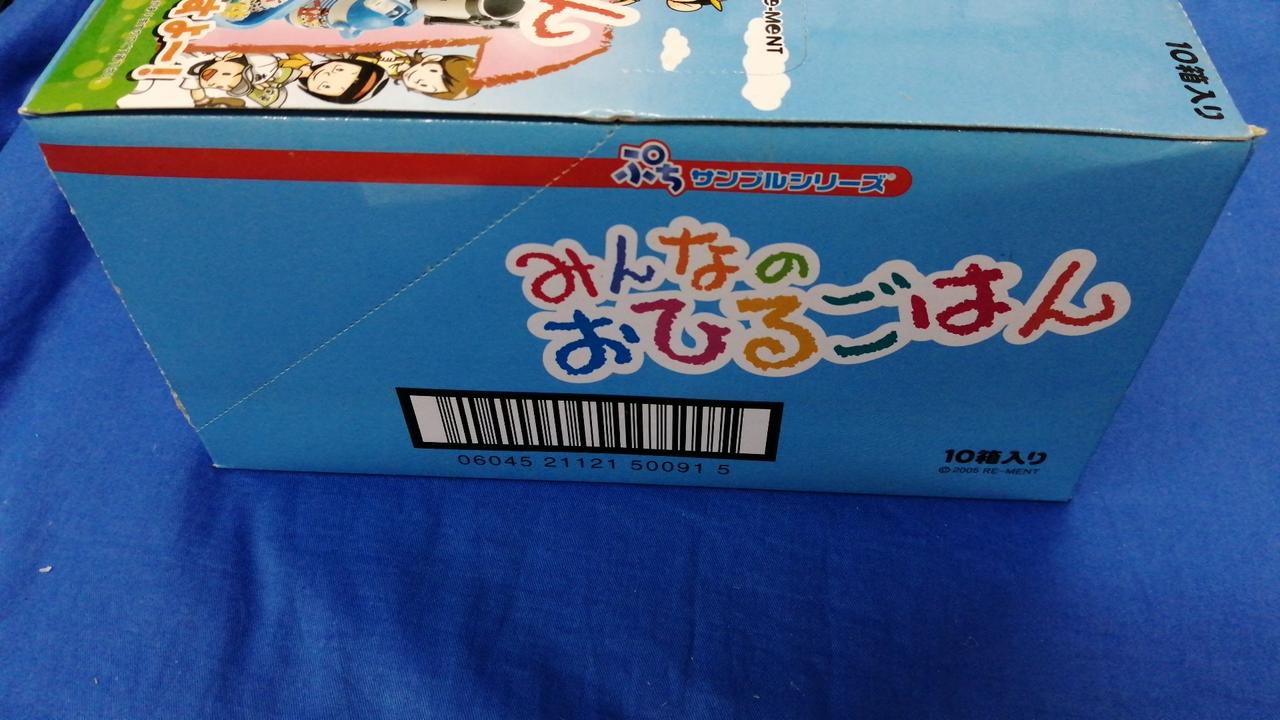 Re-MENT
10箱入り
ぷちサンプルシリーズ®
みんなの
おひるごはん
06045 21121 50091 5
10箱入り
© 2005 RE-MENT